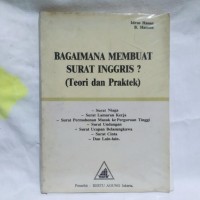 BAGAIMANA MEMBUAT
SURAT INGGRIS ?
(Teori dan Praktek)
- Surat Niaga
- Surat Lamaran Kerja
- Surat Permohonan Masuk ke Perguruan Tinggi
- Surat Undangan
- Surat Ucapan Belasungkawa
- Surat Cinta
- Dan Lain-lain.
Penerbit :